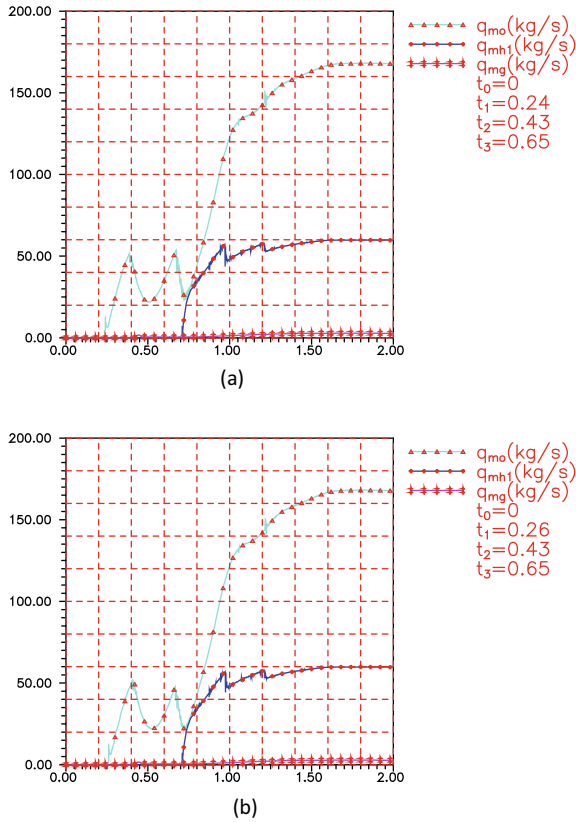 200.00
150.00
100.00
50.00
0.00
0.00 0.50 1.00 1.50 2.00
q_mo(kg/s)
q_mh1(kg/s)
q_mg(kg/s)
t_0=0
t_1=0.24
t_2=0.43
t_3=0.65
(a)
200.00
150.00
100.00
50.00
0.00
0.00 0.50 1.00 1.50 2.00
q_mo(kg/s)
q_mh1(kg/s)
q_mg(kg/s)
t_0=0
t_1=0.26
t_2=0.43
t_3=0.65
(b)